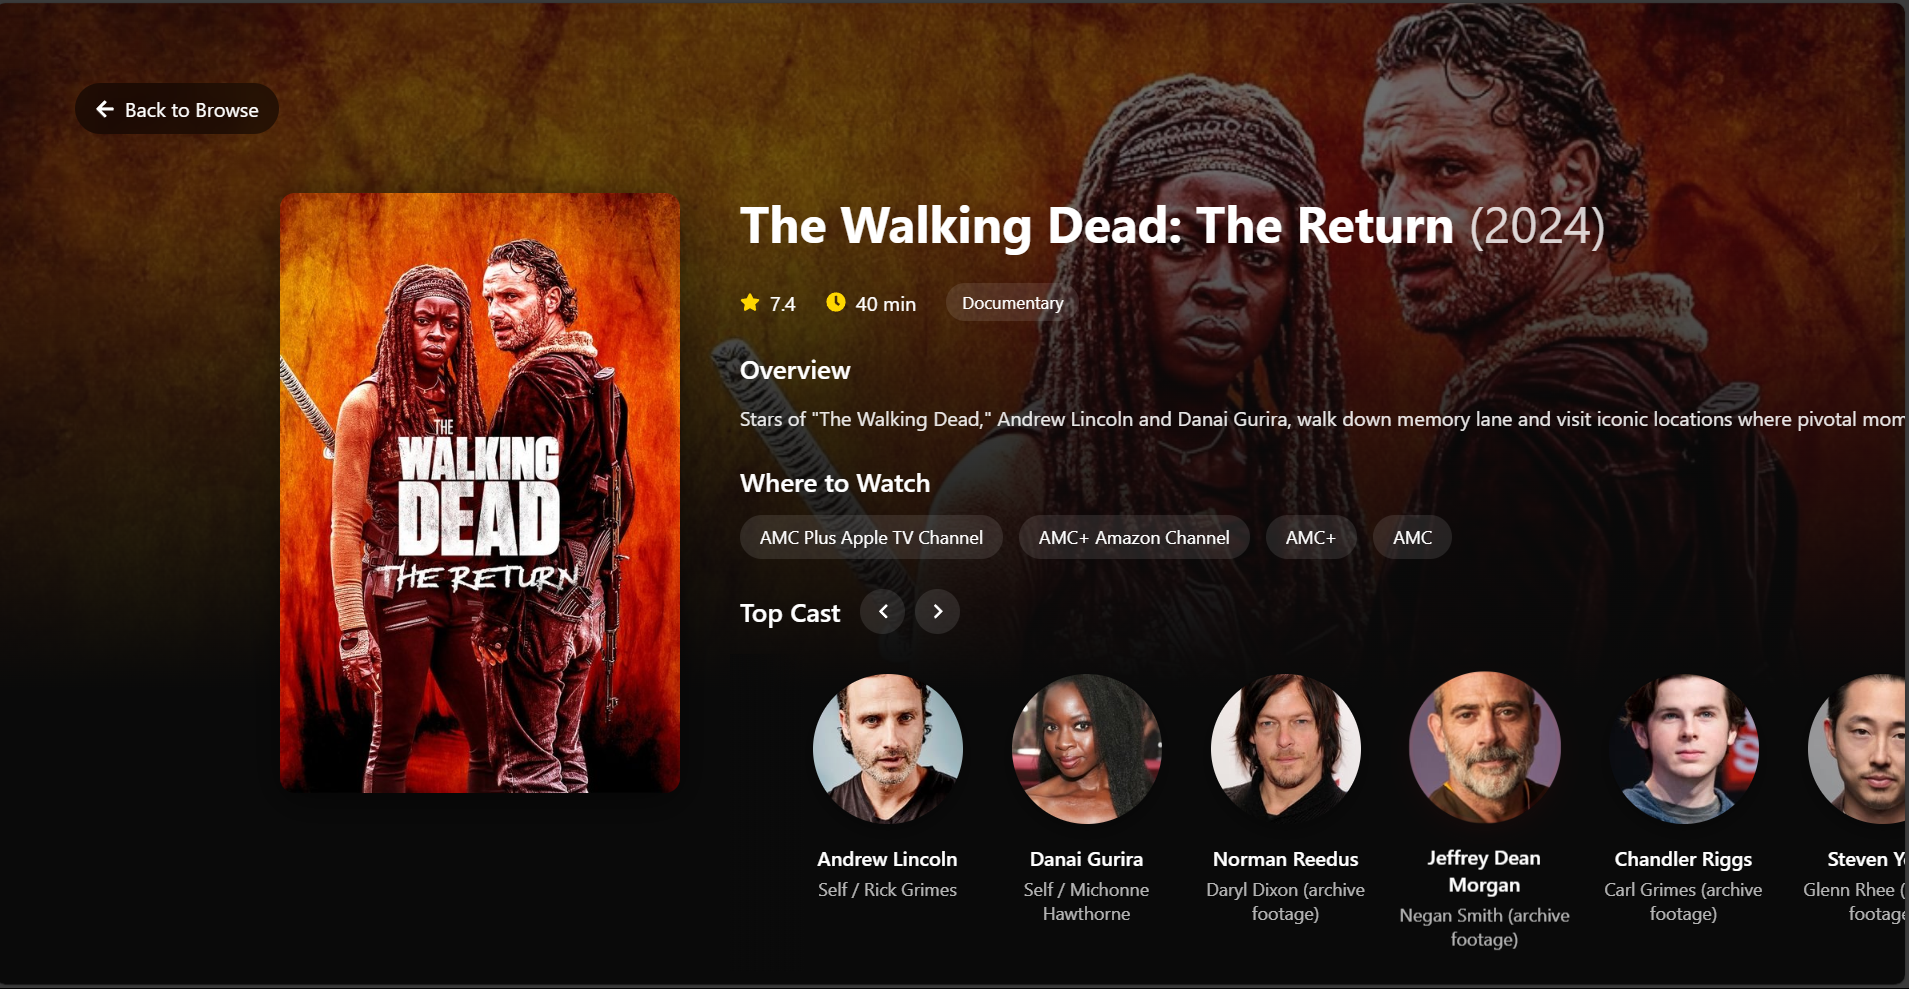 Back to Browse
The Walking Dead: The Return (2024)
7.4
40 min
Documentary
Overview
Stars of "The Walking Dead," Andrew Lincoln and Danai Gurira, walk down memory lane and visit iconic locations where pivotal mom
Where to Watch
AMC Plus Apple TV Channel
AMC+ Amazon Channel
AMC+
AMC
THE
WALKING
DEAD
THE RETURN
Top Cast
Andrew Lincoln
Self / Rick Grimes
Danai Gurira
Self / Michonne
Hawthorne
Norman Reedus
Daryl Dixon (archive
footage)
Jeffrey Dean
Morgan
Negan Smith (archive
footage)
Chandler Riggs
Carl Grimes (archive
footage)
Steven Y
Glenn Rhee (
footage